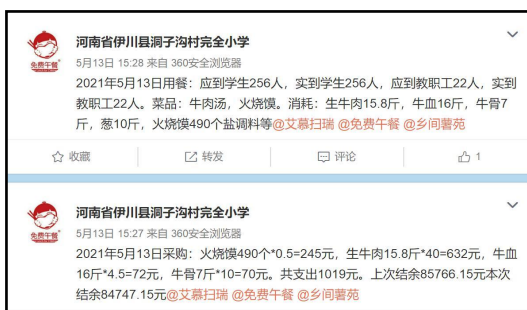 河南省伊川县洞子沟村完全小学
5月13日 15:28 来自 360安全浏览器
免费午餐
2021年5月13日用餐：应到学生256人，实到学生256人，应到教职工22人，实到
教职工22人。菜品：牛肉汤，火烧馍。消耗：生牛肉15.8斤，牛血16斤，牛骨7
斤，葱10斤，火烧馍490个盐调料等@艾慕扫瑞 @免费午餐 @乡间薯苑
收藏 转发 评论 1
河南省伊川县洞子沟村完全小学
5月13日 15:27 来自 360安全浏览器
免费午餐
2021年5月13日采购：火烧馍490个*0.5=245元，生牛肉15.8斤*40=632元，牛血
16斤*4.5=72元，牛骨7斤*10=70元。共支出1019元。上次结余85766.15元本次
结余84747.15元@艾慕扫瑞 @免费午餐 @乡间薯苑